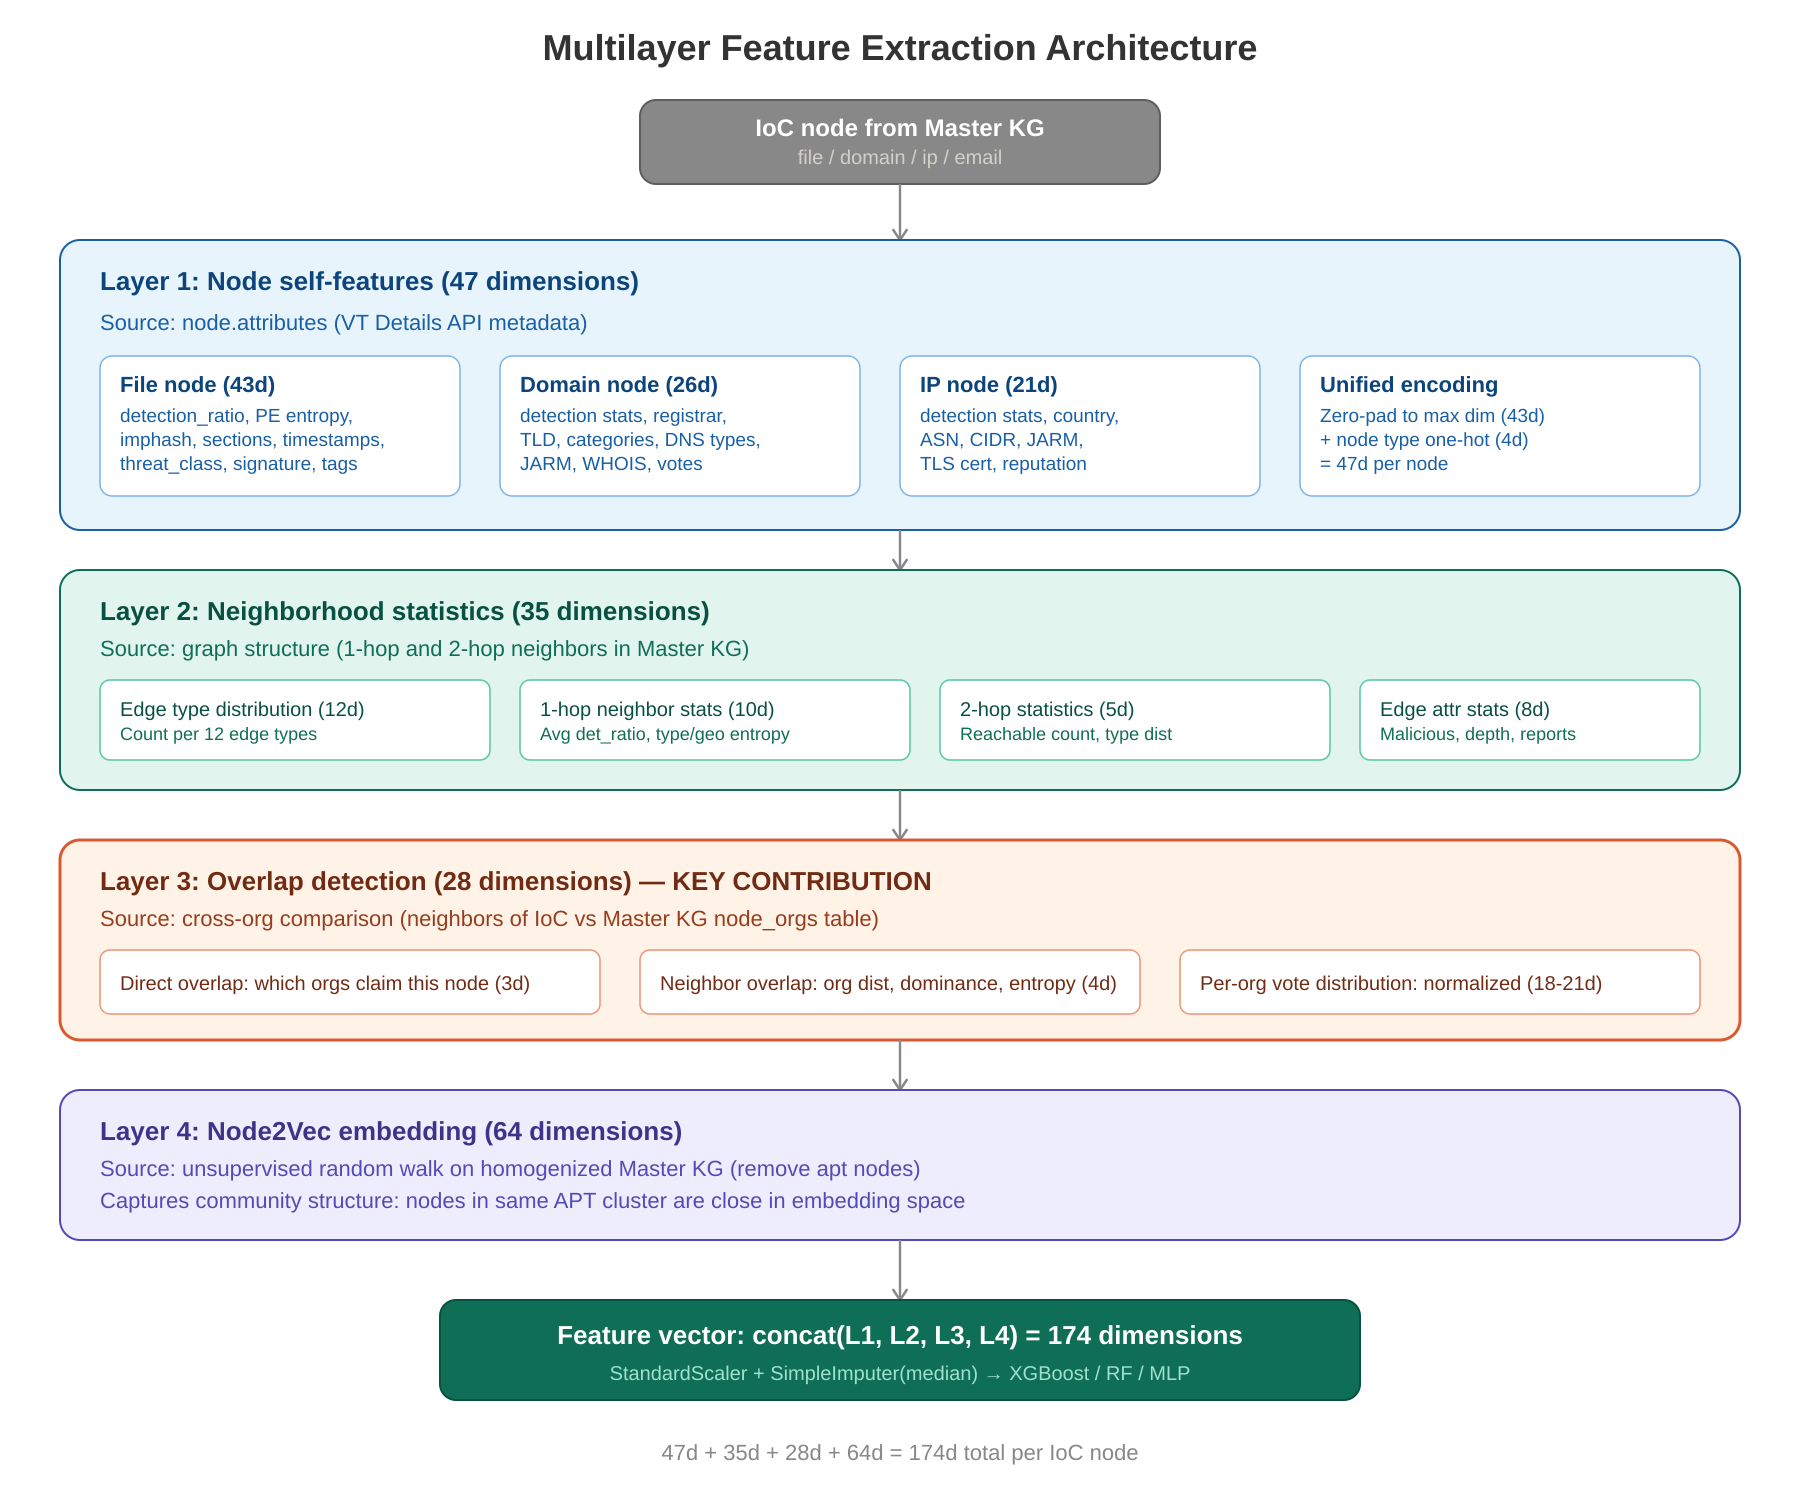 Multilayer Feature Extraction Architecture
IoC node from Master KG
file / domain / ip / email
Layer 1: Node self-features (47 dimensions)
Source: node.attributes (VT Details API metadata)
File node (43d)
detection_ratio, PE entropy,
imphash, sections, timestamps,
threat_class, signature, tags
Domain node (26d)
detection stats, registrar,
TLD, categories, DNS types,
JARM, WHOIS, votes
IP node (21d)
detection stats, country,
ASN, CIDR, JARM,
TLS cert, reputation
Unified encoding
Zero-pad to max dim (43d)
+ node type one-hot (4d)
= 47d per node
Layer 2: Neighborhood statistics (35 dimensions)
Source: graph structure (1-hop and 2-hop neighbors in Master KG)
Edge type distribution (12d)
Count per 12 edge types
1-hop neighbor stats (10d)
Avg det_ratio, type/geo entropy
2-hop statistics (5d)
Reachable count, type dist
Edge attr stats (8d)
Malicious, depth, reports
Layer 3: Overlap detection (28 dimensions) — KEY CONTRIBUTION
Source: cross-org comparison (neighbors of IoC vs Master KG node_orgs table)
Direct overlap: which orgs claim this node (3d)
Neighbor overlap: org dist, dominance, entropy (4d)
Per-org vote distribution: normalized (18-21d)
Layer 4: Node2Vec embedding (64 dimensions)
Source: unsupervised random walk on homogenized Master KG (remove apt nodes)
Captures community structure: nodes in same APT cluster are close in embedding space
Feature vector: concat(L1, L2, L3, L4) = 174 dimensions
StandardScaler + SimpleImputer(median) → XGBoost / RF / MLP
47d + 35d + 28d + 64d = 174d total per IoC node